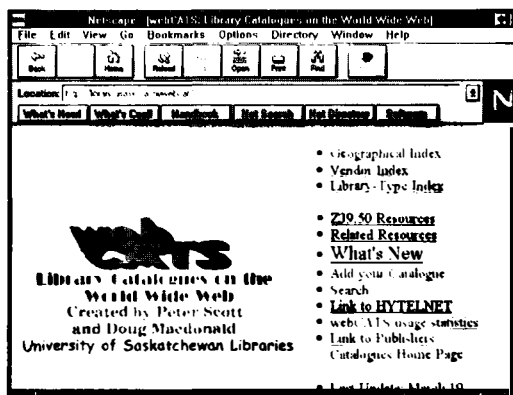 Netscape [webCATS: Library Catalogues on the World Wide Web]
File Edit View Go Bookmarks Options Directory Window Help
Back Home Reload Open Print Find
Location:
What's New! What's Cool! Handbook Net Search Net Directory Software
• Geographical Index
• Vendor Index
• Library-Type Index
• Z39.50 Resources
• Related Resources
• What's New
• Add your Catalogue
• Search
• Link to HYTELNET
• webCATS usage statistics
• Link to Publishers
Catalogues Home Page
• Last Update: March 19
web
CATS
Library Catalogues on the
World Wide Web
Created by Peter Scott
and Doug Macdonald
University of Saskatchewan Libraries